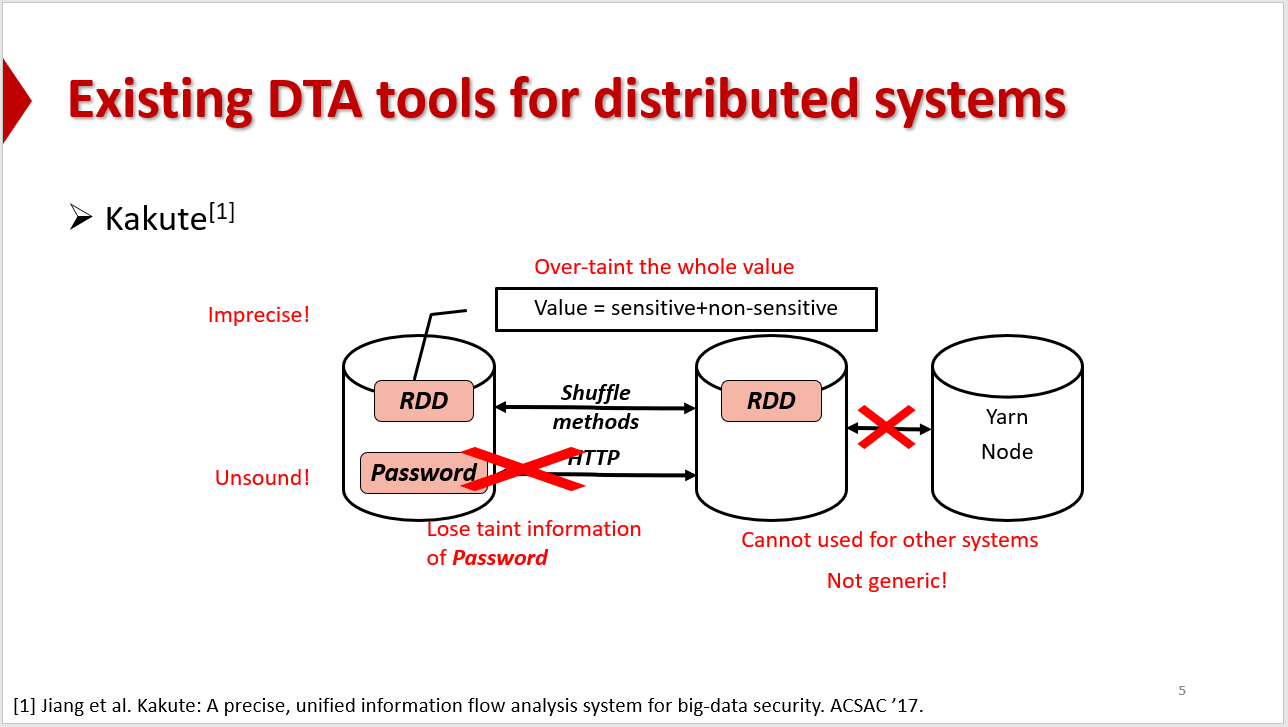 Existing DTA tools for distributed systems
➢ Kakute[1]
Over-taint the whole value
Imprecise!
Value = sensitive+non-sensitive
RDD
Shuffle
methods
RDD
Yarn
Node
Unsound!
Password
HTTP
Lose taint information
of Password
Cannot used for other systems
Not generic!
5
[1] Jiang et al. Kakute: A precise, unified information flow analysis system for big-data security. ACSAC ’17.